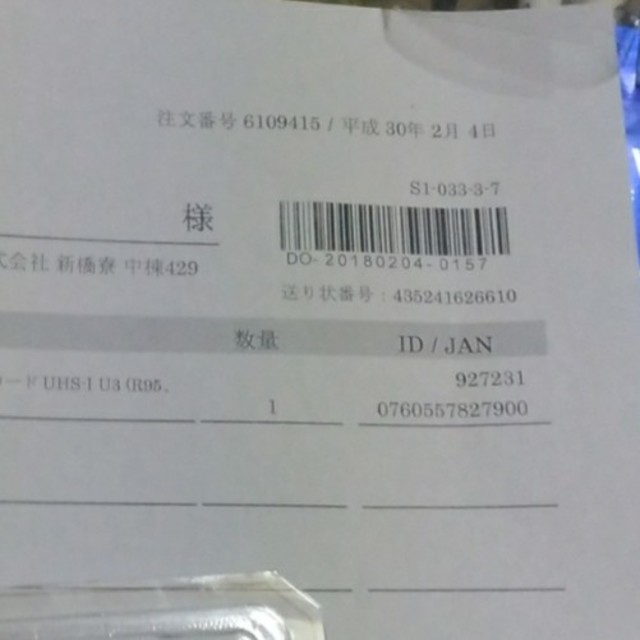 注文番号 6109415 / 平成 30年 2月 4日
S1-033-3-7
様
DO-20180204-0157
式会社 新橋寮 中棟429
送り状番号：435241626610
数量 ID / JAN
927231
ード UHS-I U3 (R95.
1 0760557827900